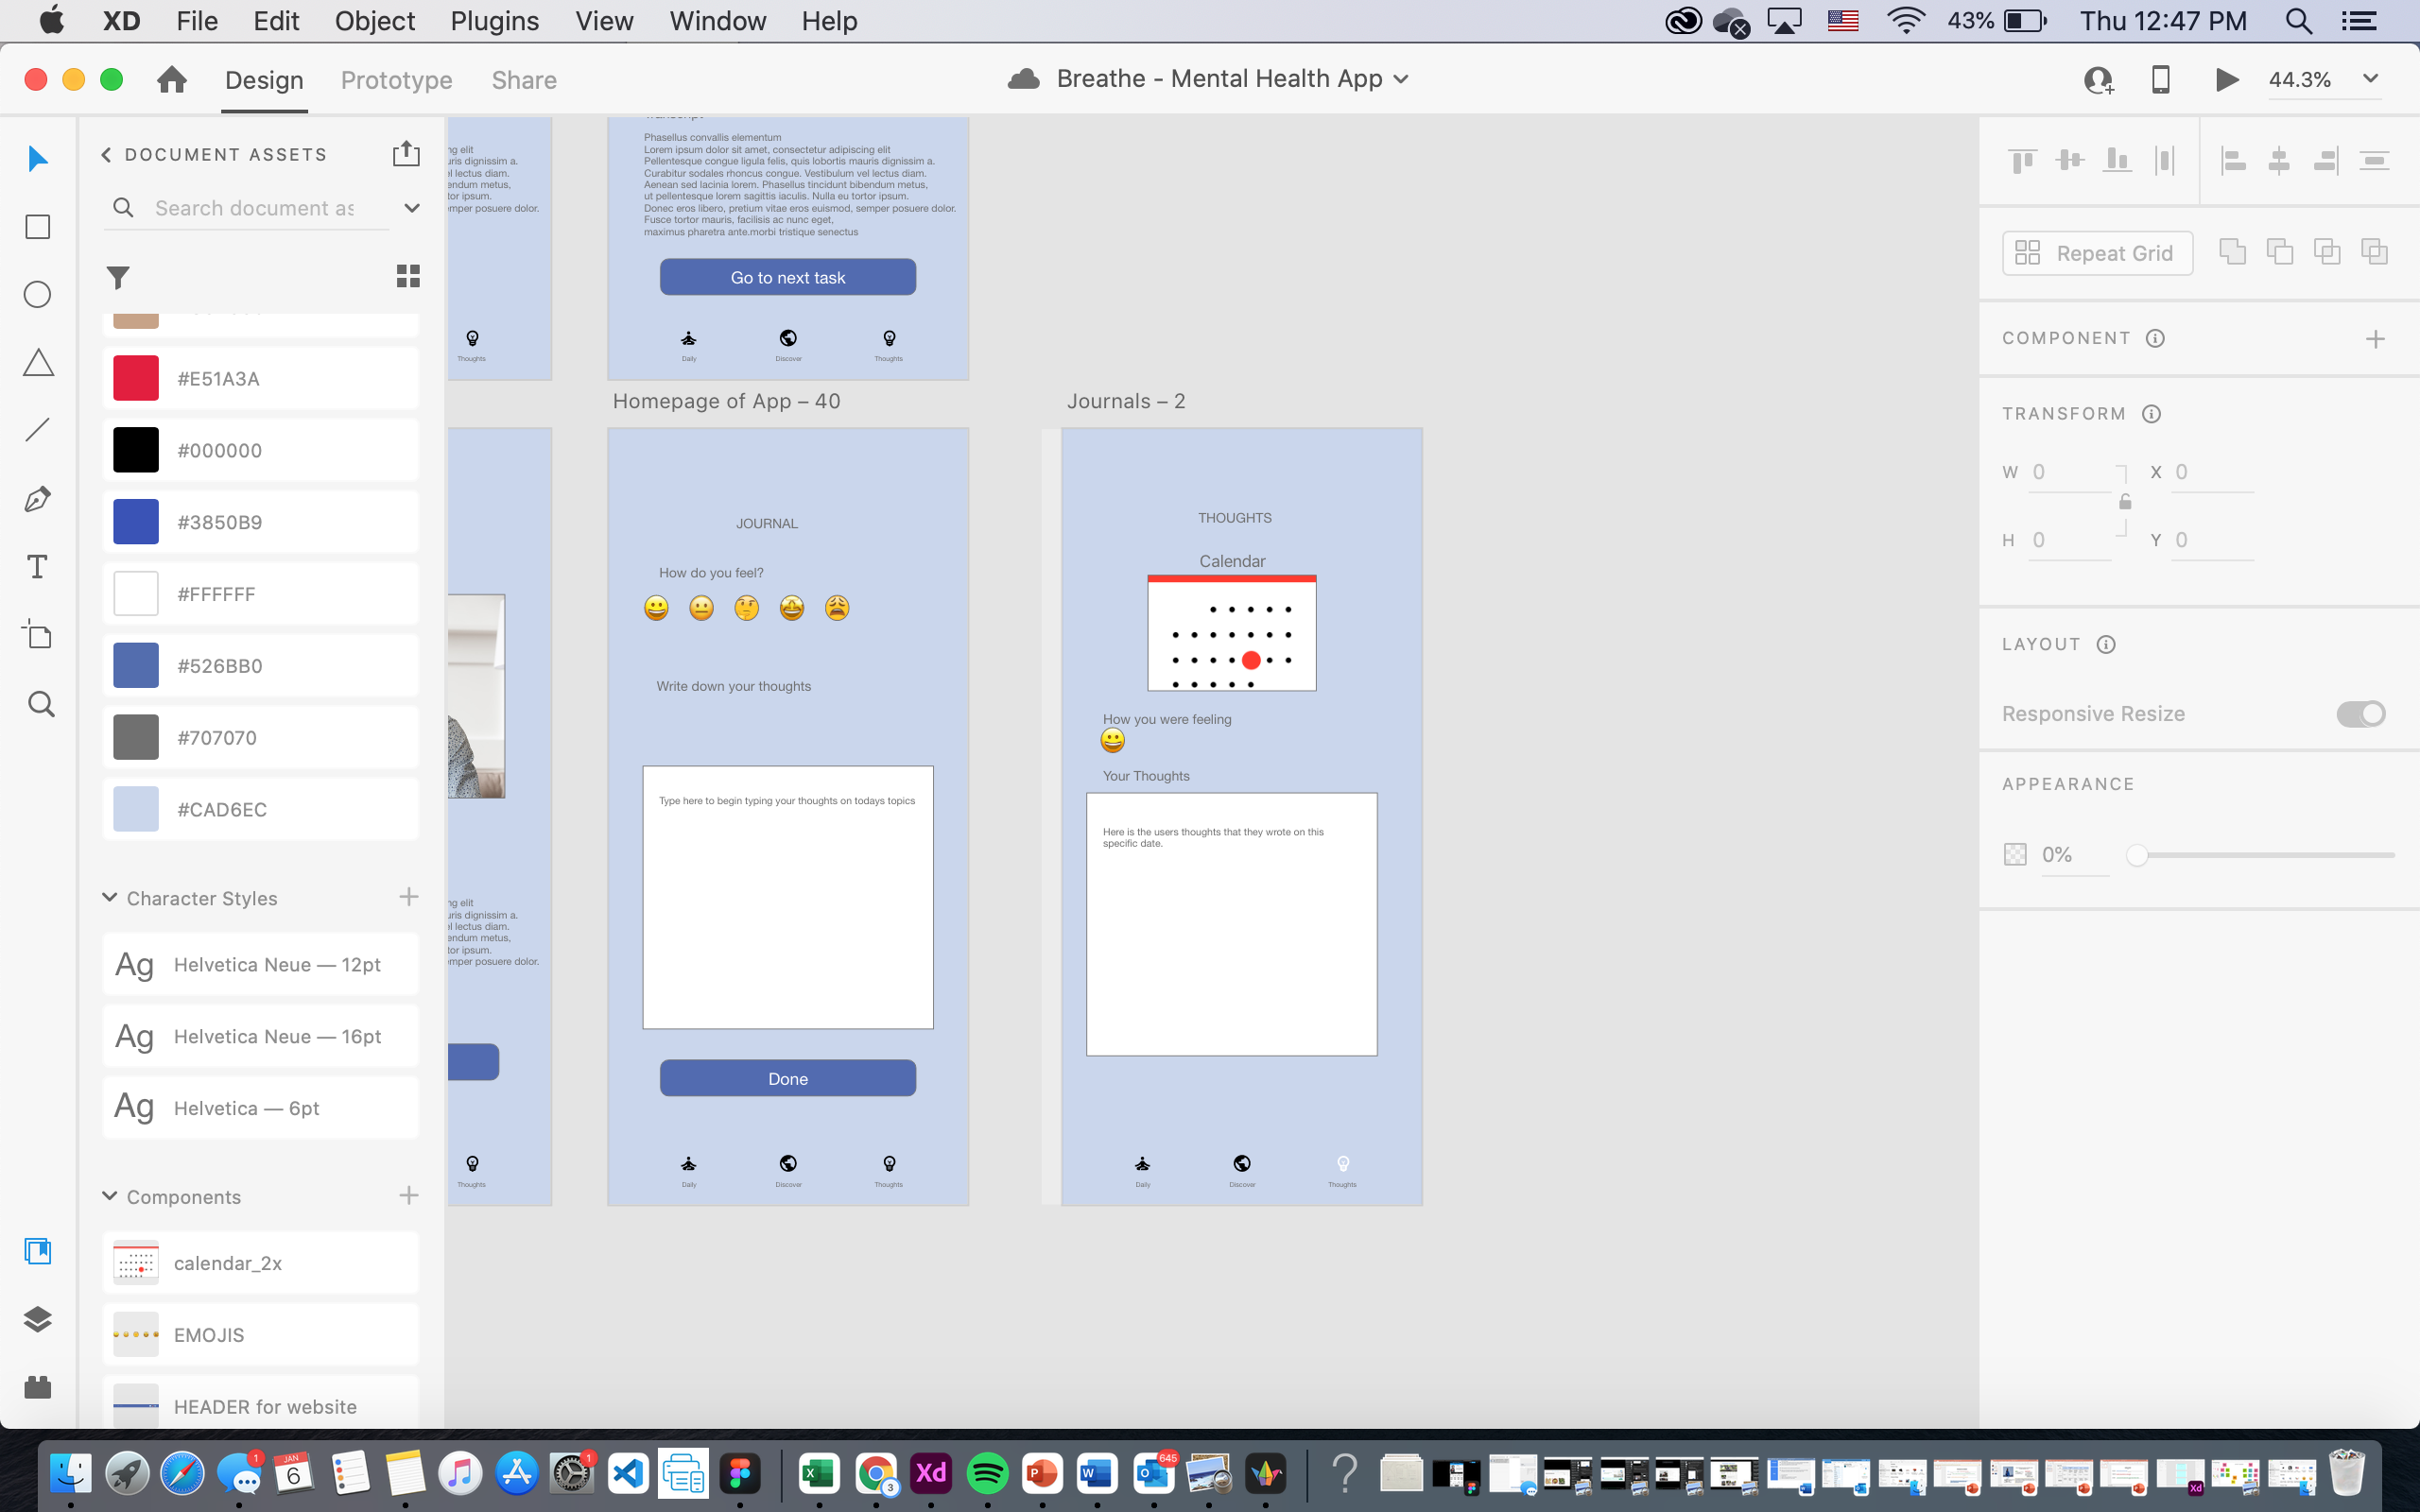 XD File Edit Object Plugins View Window Help
43% Thu 12:47 PM
Design Prototype Share
Breathe - Mental Health App
44.3%
DOCUMENT ASSETS
Search document as
#E51A3A
#000000
#3850B9
#FFFFFF
#526BB0
#707070
#CAD6EC
Character Styles
Ag Helvetica Neue — 12pt
Ag Helvetica Neue — 16pt
Ag Helvetica — 6pt
Components
calendar_2x
EMOJIS
HEADER for website
ng elit
uris dignissim a.
l lectus diam.
endum metus,
tor ipsum.
emper posuere dolor.
Thoughts
Phasellus convallis elementum
Lorem ipsum dolor sit amet, consectetur adipiscing elit
Pellentesque congue ligula felis, quis lobortis mauris dignissim a.
Curabitur sodales rhoncus congue. Vestibulum vel lectus diam.
Aenean sed lacinia lorem. Phasellus tincidunt bibendum metus,
ut pellentesque lorem sagittis iaculis. Nulla eu tortor ipsum.
Donec eros libero, pretium vitae eros euismod, semper posuere dolor.
Fusce tortor mauris, facilisis ac nunc eget,
maximus pharetra ante.morbi tristique senectus
Go to next task
Daily Discover Thoughts
ng elit
uris dignissim a.
l lectus diam.
endum metus,
tor ipsum.
emper posuere dolor.
Thoughts
Homepage of App – 40
JOURNAL
How do you feel?
Write down your thoughts
Type here to begin typing your thoughts on todays topics
Done
Daily Discover Thoughts
Journals – 2
THOUGHTS
Calendar
How you were feeling
Your Thoughts
Here is the users thoughts that they wrote on this
specific date.
Daily Discover Thoughts
Repeat Grid
COMPONENT
TRANSFORM
W 0 X 0
H 0 Y 0
LAYOUT
Responsive Resize
APPEARANCE
0%
1
JAN
6
1
3
Xd
645